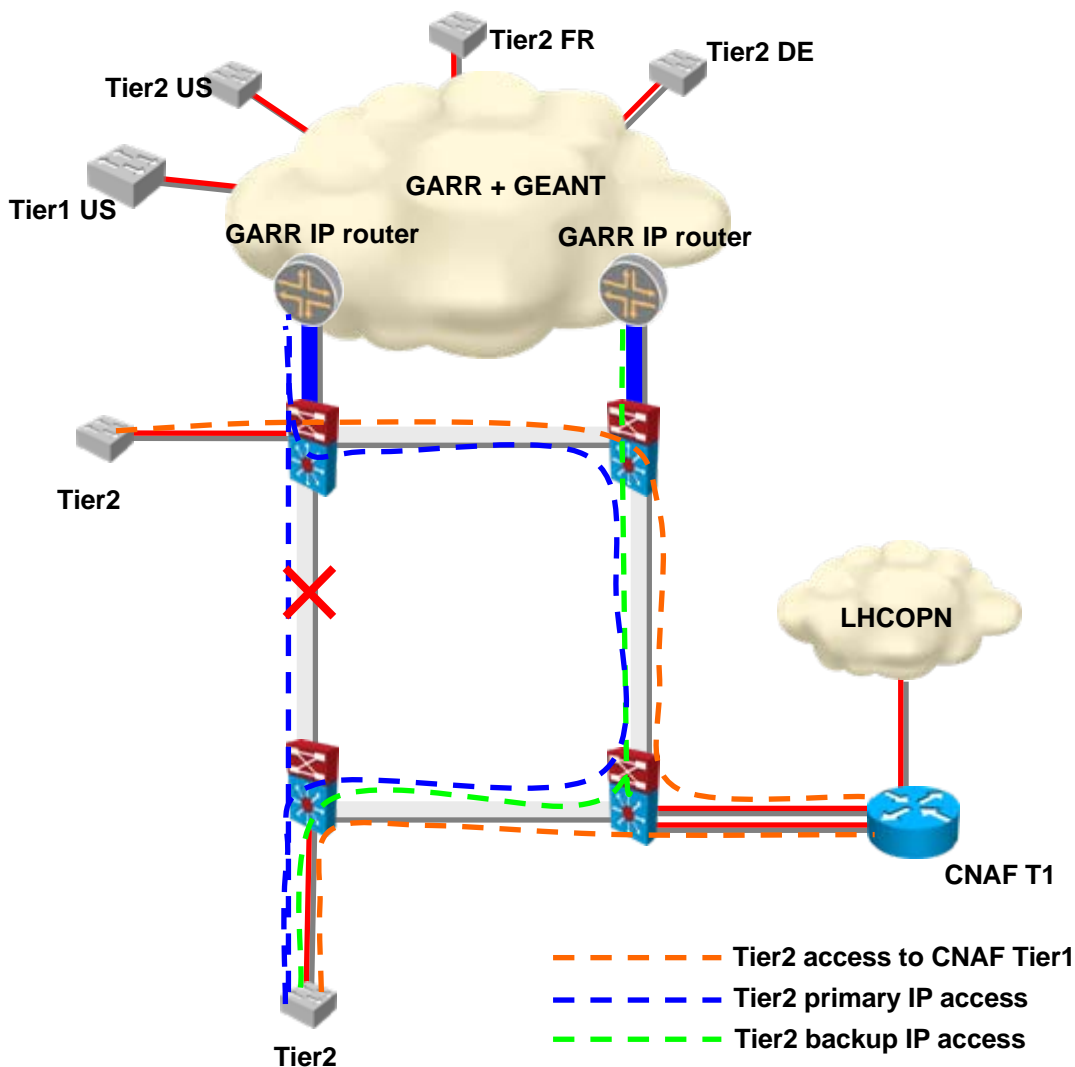 Tier2 FR
Tier2 DE
Tier2 US
GARR + GEANT
Tier1 US
GARR IP router
GARR IP router
Tier2
LHCOPN
CNAF T1
Tier2 access to CNAF Tier1
Tier2 primary IP access
Tier2 backup IP access
Tier2